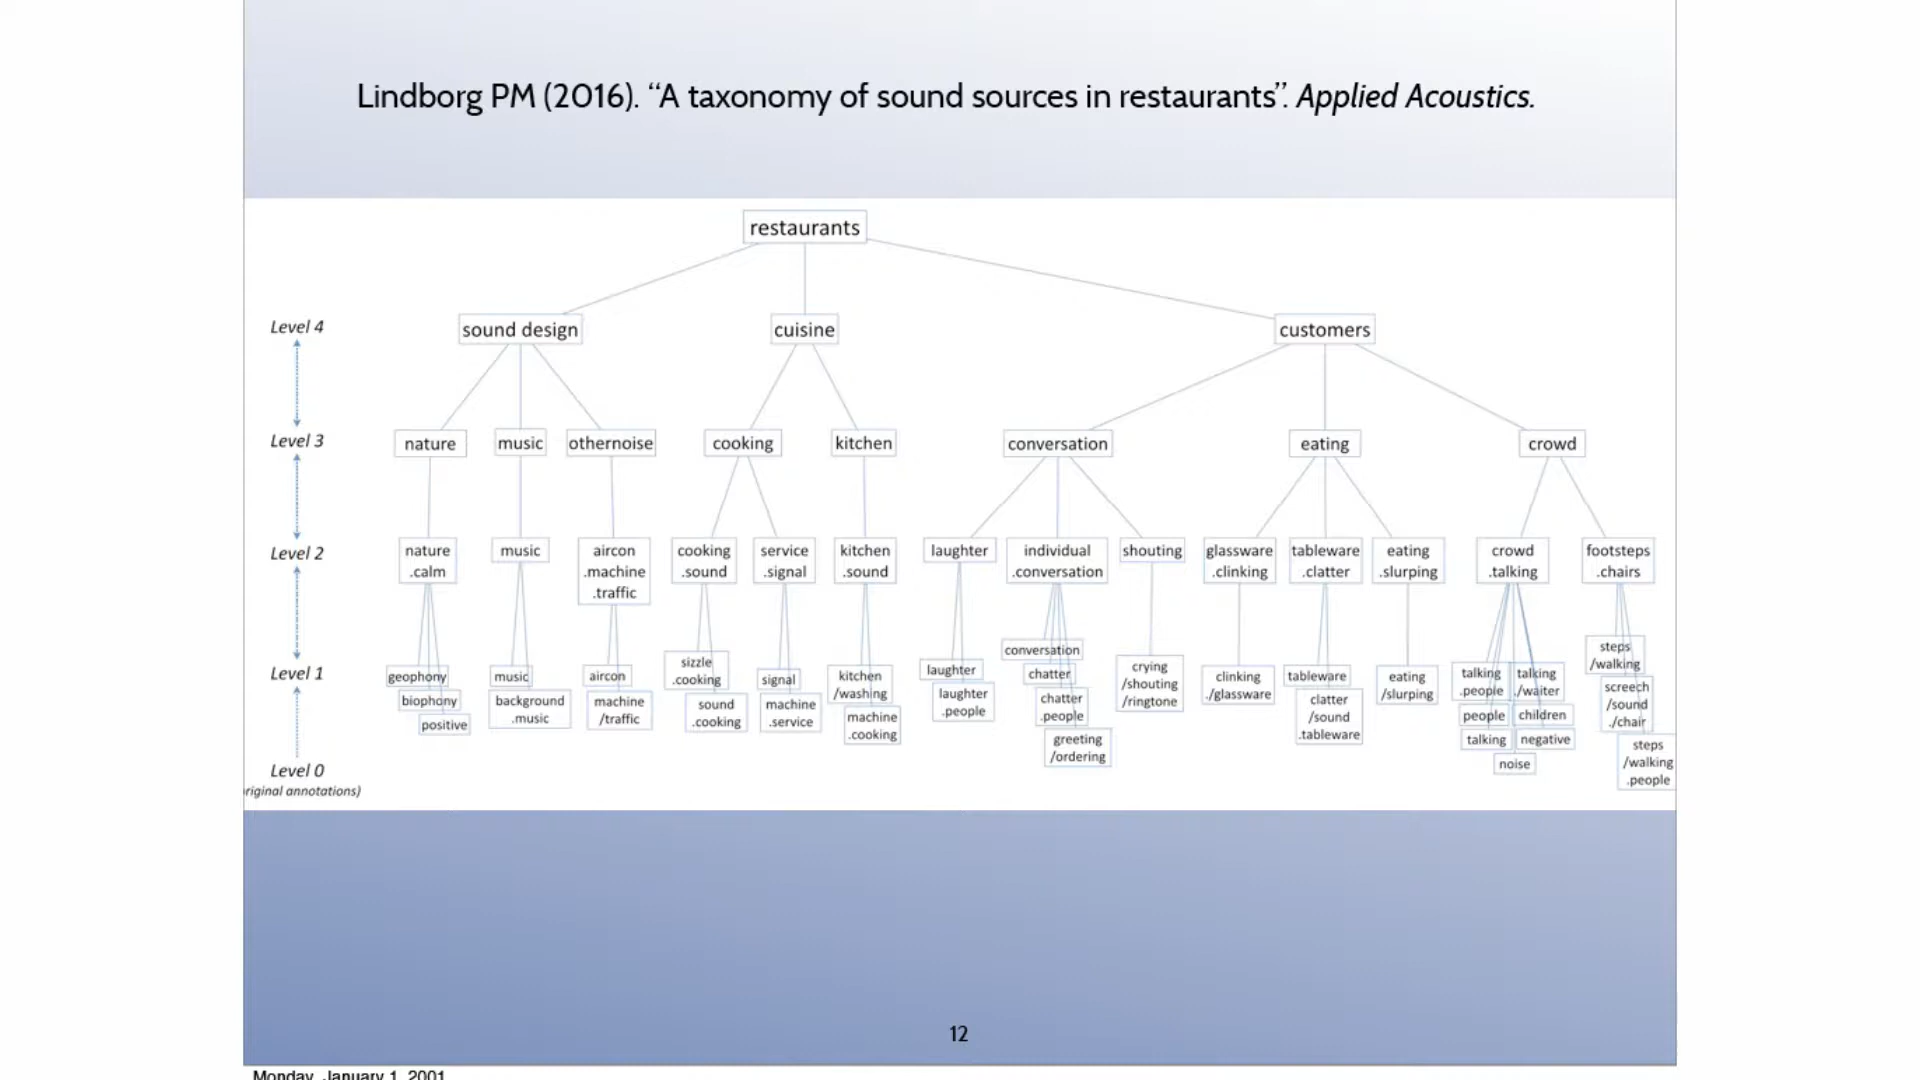 Lindborg PM (2016). “A taxonomy of sound sources in restaurants”. Applied Acoustics.
restaurants
Level 4
sound design
cuisine
customers
Level 3
nature
music
othernoise
cooking
kitchen
conversation
eating
crowd
Level 2
nature
.calm
music
aircon
.machine
.traffic
cooking
.sound
service
.signal
kitchen
.sound
laughter
individual
.conversation
shouting
glassware
.clinking
tableware
.clatter
eating
.slurping
crowd
.talking
footsteps
.chairs
Level 1
geophony
biophony
positive
music
background
.music
aircon
machine
/traffic
sizzle
.cooking
sound
.cooking
signal
machine
.service
kitchen
/washing
machine
.cooking
laughter
laughter
.people
conversation
chatter
chatter
.people
greeting
/ordering
crying
/shouting
/ringtone
clinking
./glassware
tableware
clatter
/sound
.tableware
eating
/slurping
talking
.people
talking
./waiter
people
children
talking
negative
noise
steps
/walking
screech
/sound
./chair
steps
/walking
.people
Level 0
riginal annotations)
12
Monday, January 1, 2001